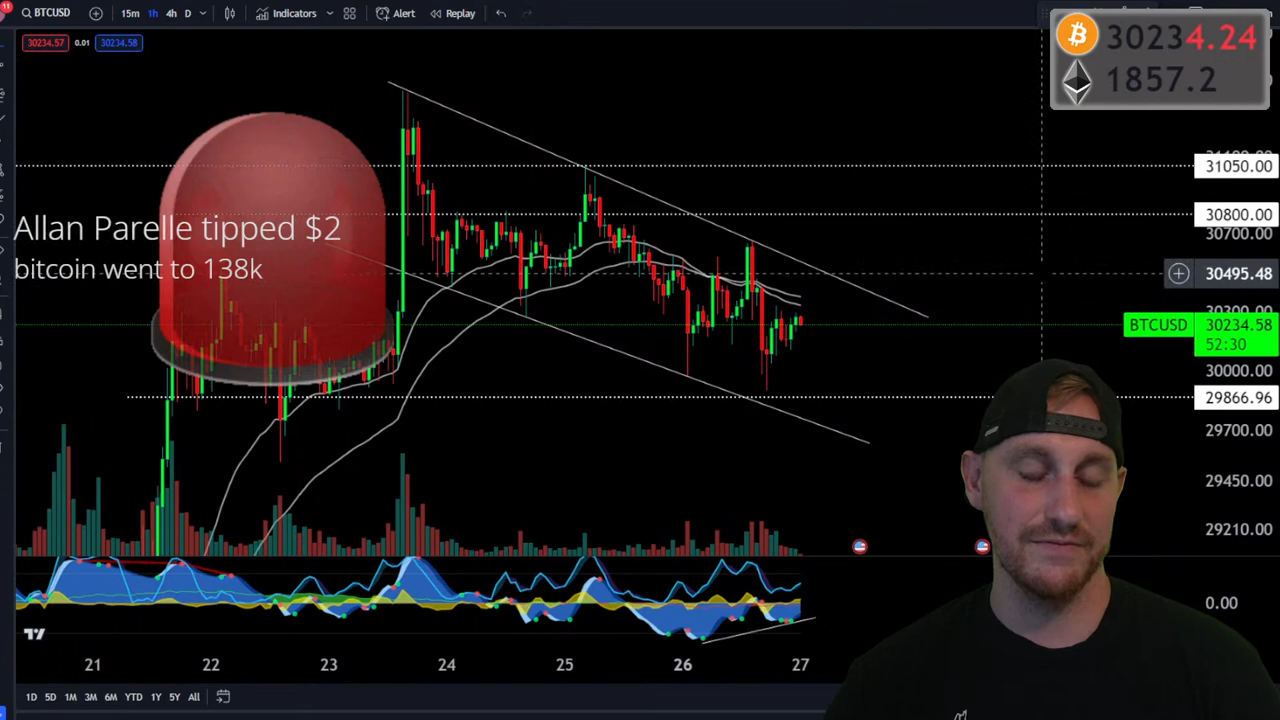 11
BTCUSD
15m 1h 4h D
Indicators
Alert
Replay
30234.57 0.01 30234.58
30234.24
1857.2
31050.00
30800.00
30700.00
Allan Parelle tipped $2
bitcoin went to 138k
30495.48
BTCUSD 30234.58
52:30
30000.00
29866.96
29700.00
29450.00
29210.00
0.00
21 22 23 24 25 26 27
1D 5D 1M 3M 6M YTD 1Y 5Y All